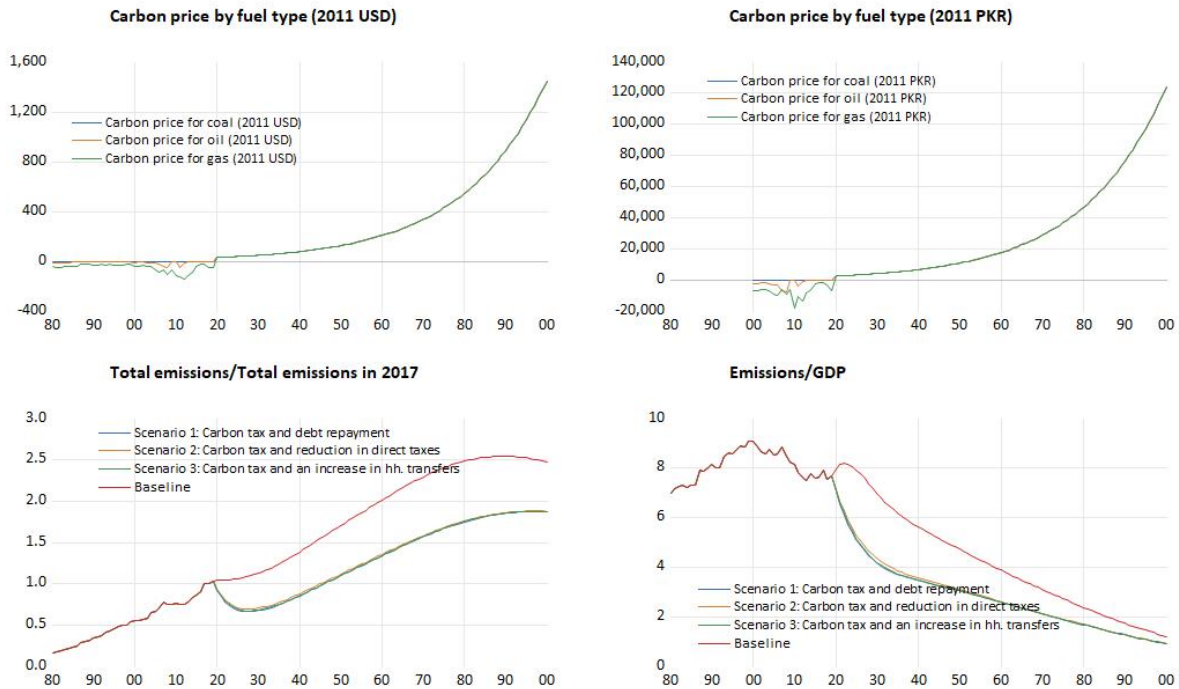 Carbon price by fuel type (2011 USD)
1,600
1,200
800
400
0
-400
Carbon price for coal (2011 USD)
Carbon price for oil (2011 USD)
Carbon price for gas (2011 USD)
80 90 00 10 20 30 40 50 60 70 80 90 00
Carbon price by fuel type (2011 PKR)
140,000
120,000
100,000
80,000
60,000
40,000
20,000
0
-20,000
Carbon price for coal (2011 PKR)
Carbon price for oil (2011 PKR)
Carbon price for gas (2011 PKR)
80 90 00 10 20 30 40 50 60 70 80 90 00
Total emissions/Total emissions in 2017
3.0
2.5
2.0
1.5
1.0
0.5
0.0
Scenario 1: Carbon tax and debt repayment
Scenario 2: Carbon tax and reduction in direct taxes
Scenario 3: Carbon tax and an increase in hh. transfers
Baseline
80 90 00 10 20 30 40 50 60 70 80 90 00
Emissions/GDP
10
8
6
4
2
0
Scenario 1: Carbon tax and debt repayment
Scenario 2: Carbon tax and reduction in direct taxes
Scenario 3: Carbon tax and an increase in hh. transfers
Baseline
80 90 00 10 20 30 40 50 60 70 80 90 00